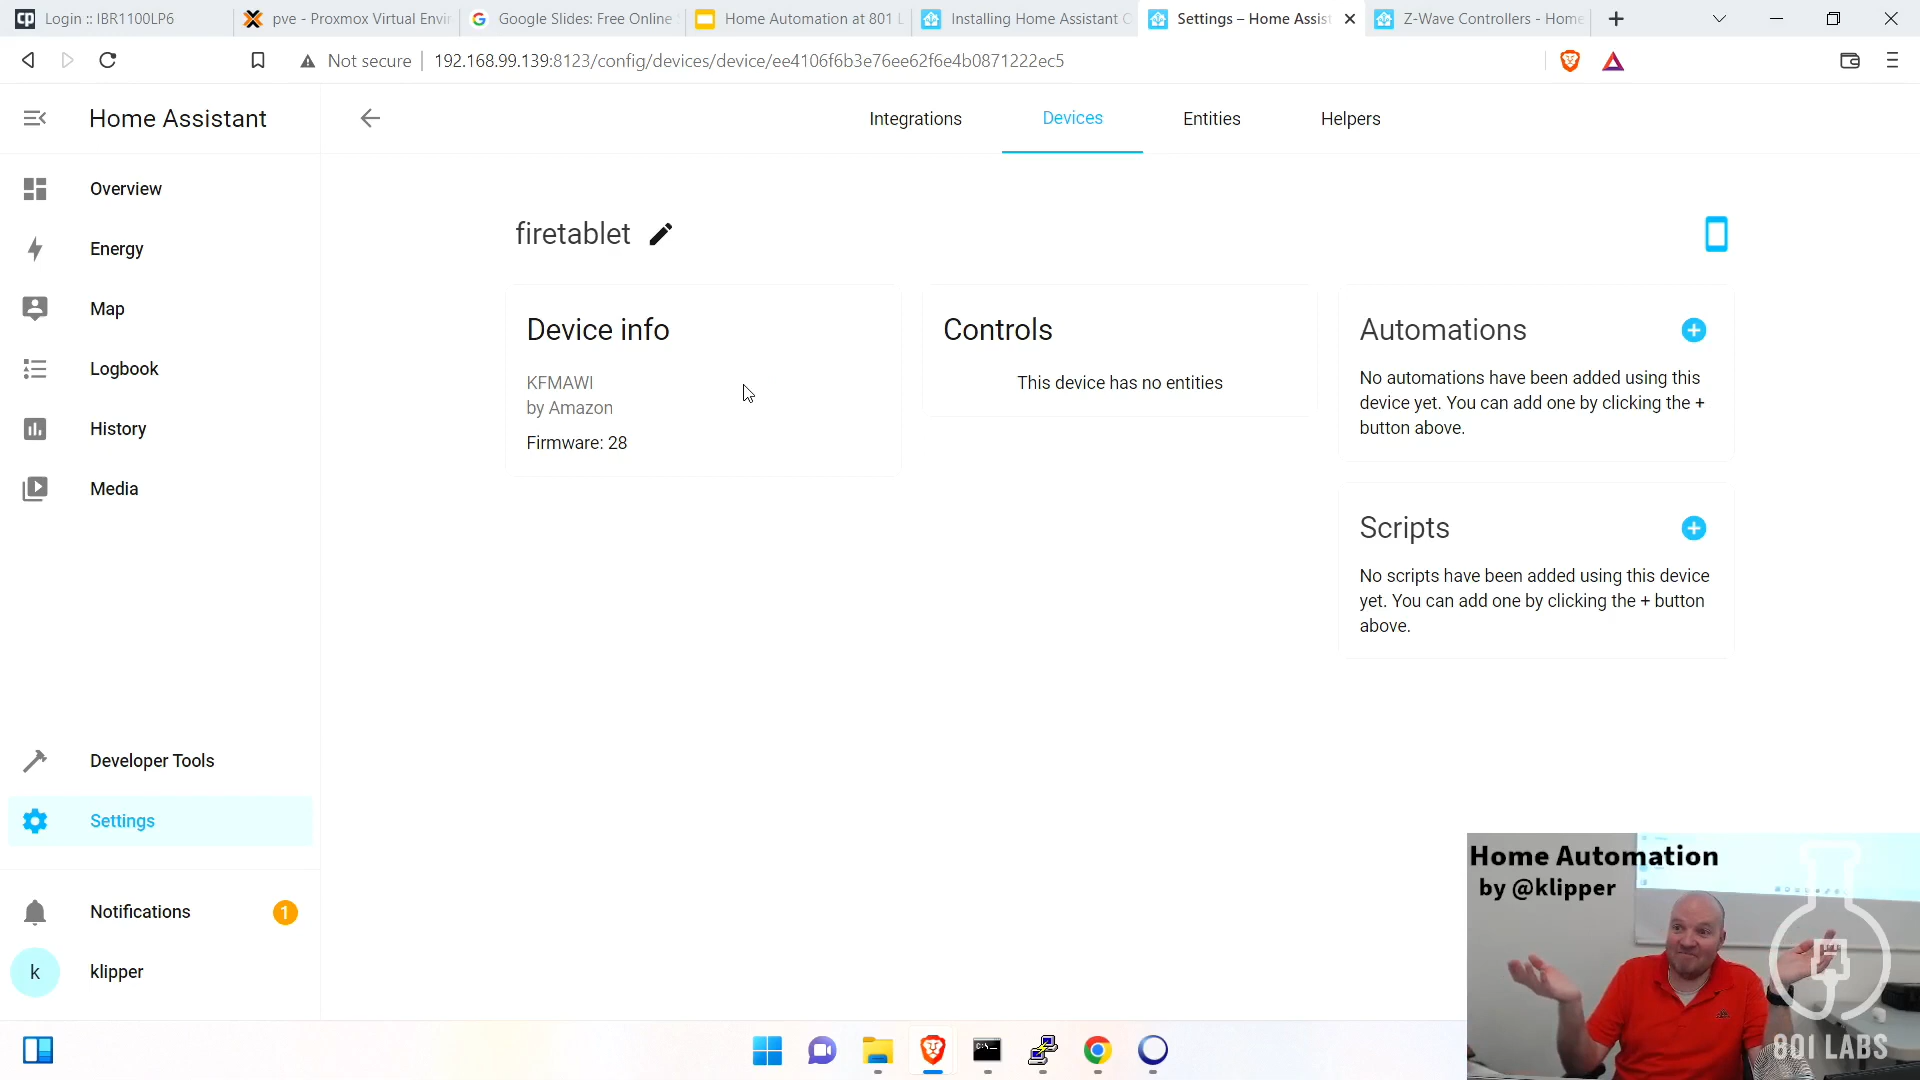 Login :: IBR1100LP6
pve - Proxmox Virtual Envir
Google Slides: Free Online
Home Automation at 801 L
Installing Home Assistant O
Settings – Home Assist
Z-Wave Controllers - Home
Not secure
192.168.99.139:8123/config/devices/device/ee4106f6b3e76ee62f6e4b0871222ec5
Home Assistant
Integrations
Devices
Entities
Helpers
Overview
Energy
Map
Logbook
History
Media
Developer Tools
Settings
Notifications
1
k
klipper
firetablet
Device info
KFMAWI
by Amazon
Firmware: 28
Controls
This device has no entities
Automations
No automations have been added using this
device yet. You can add one by clicking the +
button above.
Scripts
No scripts have been added using this device
yet. You can add one by clicking the + button
above.
Home Automation
by @klipper
801 LABS